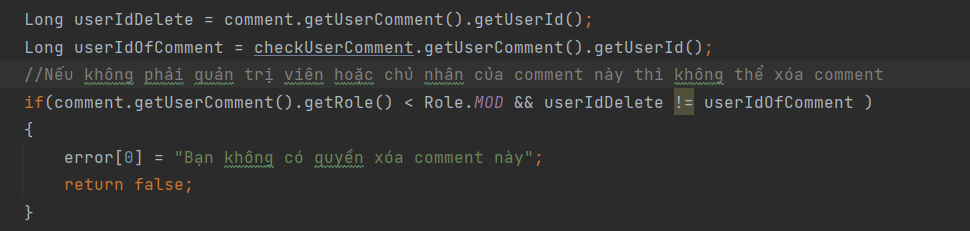 Long userIdDelete = comment.getUserComment().getUserId();
Long userIdOfComment = checkUserComment.getUserComment().getUserId();
//Nếu không phải quản trị viên hoặc chủ nhân của comment này thì không thể xóa comment
if(comment.getUserComment().getRole() < Role.MOD && userIdDelete != userIdOfComment )
{
error[0] = "Bạn không có quyền xóa comment này";
return false;
}